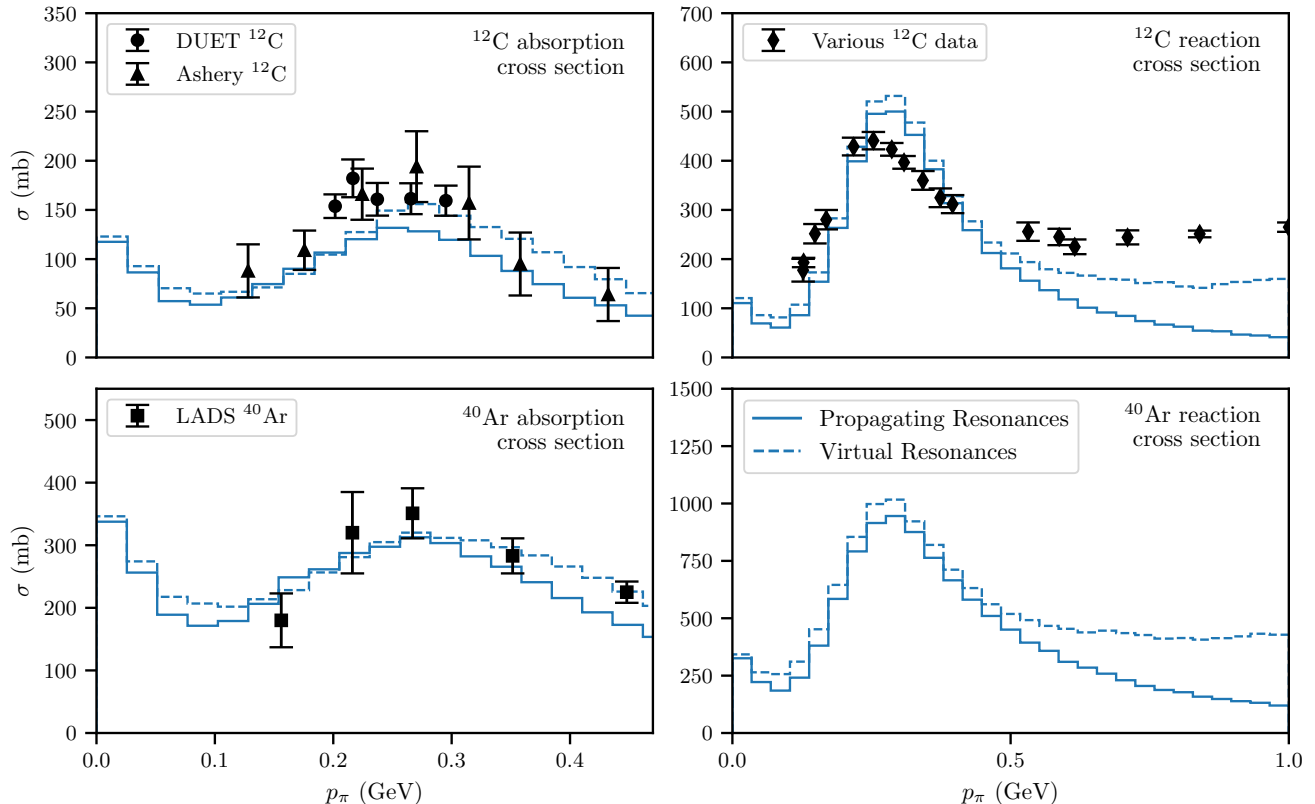 350
300
250
200
150
100
50
0
σ (mb)
DUET ¹²C
Ashery ¹²C
¹²C absorption
cross section
700
600
500
400
300
200
100
0
Various ¹²C data
¹²C reaction
cross section
500
400
300
200
100
0
σ (mb)
LADS ⁴⁰Ar
⁴⁰Ar absorption
cross section
0.0 0.1 0.2 0.3 0.4
p_π (GeV)
1500
1250
1000
750
500
250
0
Propagating Resonances
Virtual Resonances
⁴⁰Ar reaction
cross section
0.0 0.5 1.0
p_π (GeV)